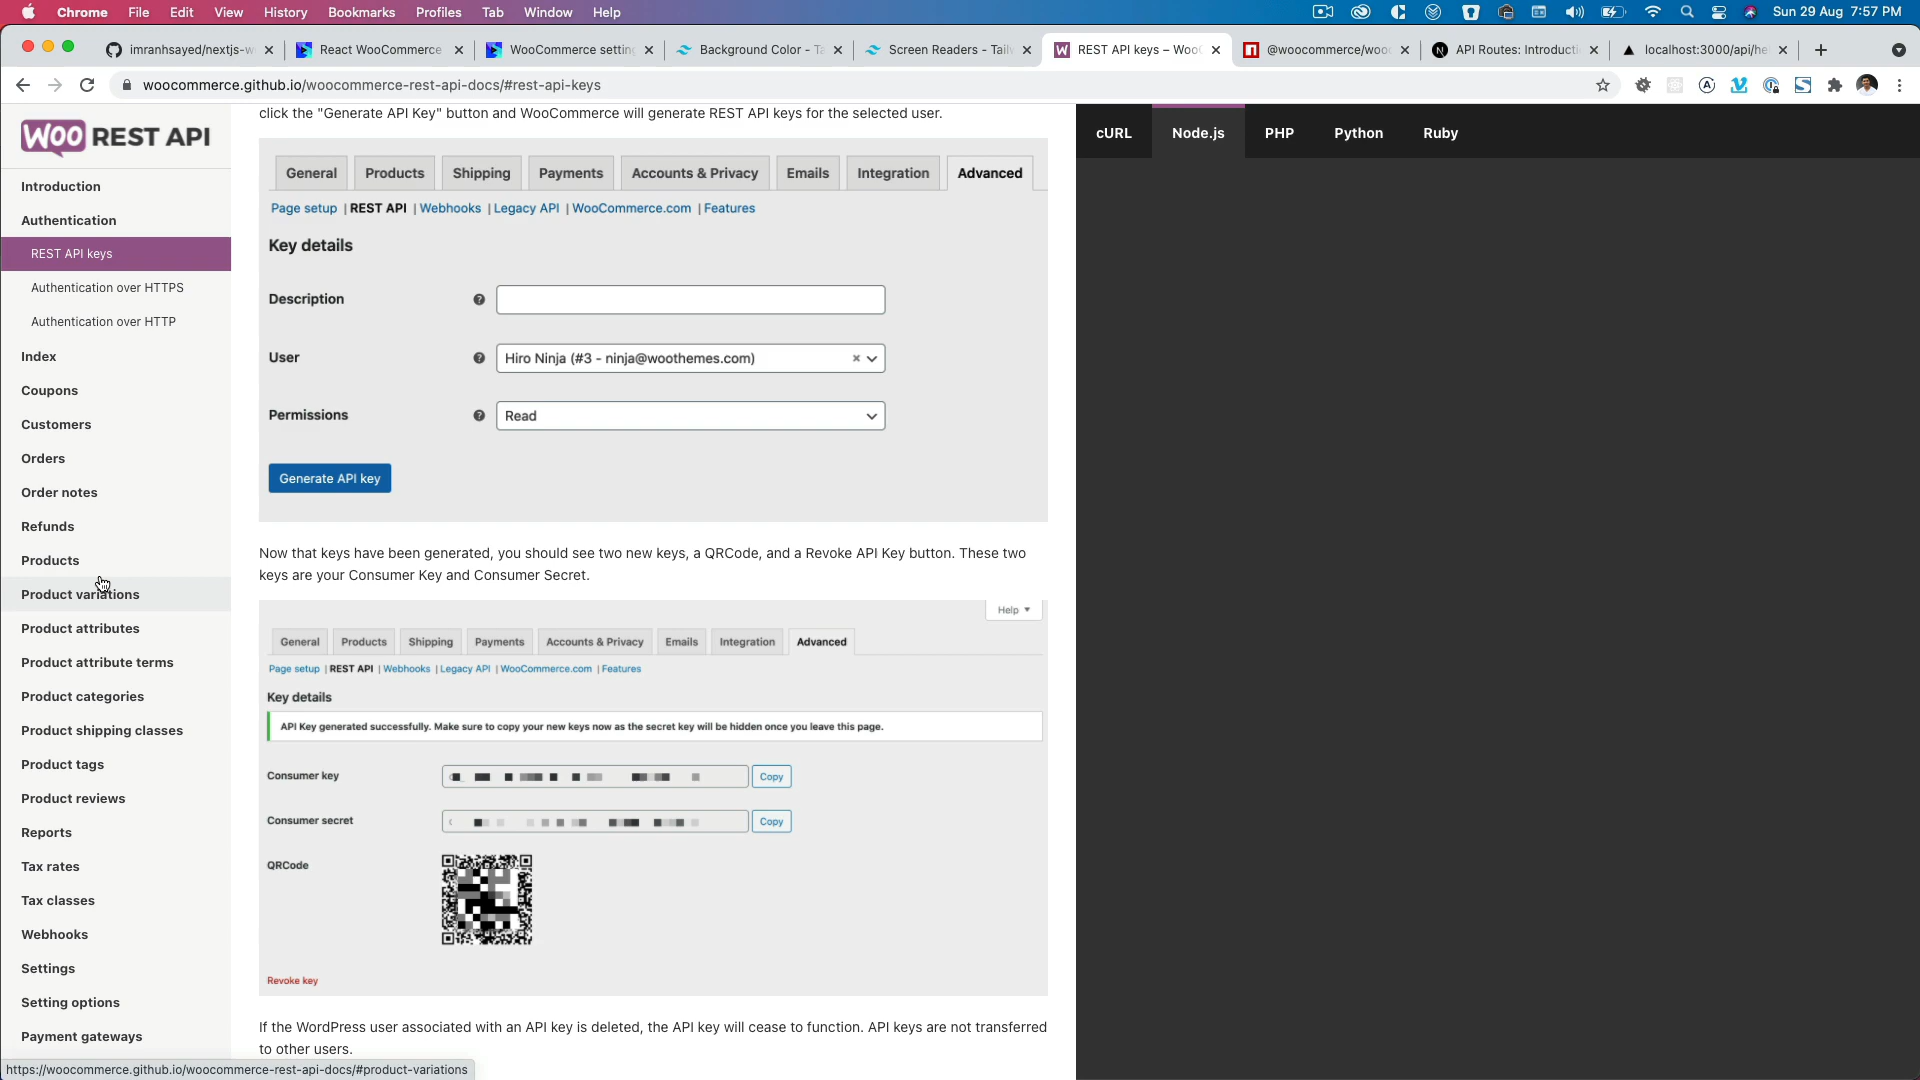 Chrome File Edit View History Bookmarks Profiles Tab Window Help Sun 29 Aug 7:57 PM
imranhsayed/nextjs-w React WooCommerce WooCommerce settin Background Color - Ta Screen Readers - Tailw REST API keys – WooC @woocommerce/wooc API Routes: Introducti localhost:3000/api/he
woocommerce.github.io/woocommerce-rest-api-docs/#rest-api-keys
WOO REST API
Introduction
Authentication
REST API keys
Authentication over HTTPS
Authentication over HTTP
Index
Coupons
Customers
Orders
Order notes
Refunds
Products
Product variations
Product attributes
Product attribute terms
Product categories
Product shipping classes
Product tags
Product reviews
Reports
Tax rates
Tax classes
Webhooks
Settings
Setting options
Payment gateways
https://woocommerce.github.io/woocommerce-rest-api-docs/#product-variations
click the "Generate API Key" button and WooCommerce will generate REST API keys for the selected user.
General Products Shipping Payments Accounts & Privacy Emails Integration Advanced
Page setup | REST API | Webhooks | Legacy API | WooCommerce.com | Features
Key details
Description
User Hiro Ninja (#3 - ninja@woothemes.com) ×
Permissions Read
Generate API key
Now that keys have been generated, you should see two new keys, a QRCode, and a Revoke API Key button. These two
keys are your Consumer Key and Consumer Secret.
Help
General Products Shipping Payments Accounts & Privacy Emails Integration Advanced
Page setup | REST API | Webhooks | Legacy API | WooCommerce.com | Features
Key details
API Key generated successfully. Make sure to copy your new keys now as the secret key will be hidden once you leave this page.
Consumer key Copy
Consumer secret Copy
QRCode
Revoke key
If the WordPress user associated with an API key is deleted, the API key will cease to function. API keys are not transferred
to other users.
cURL Node.js PHP Python Ruby